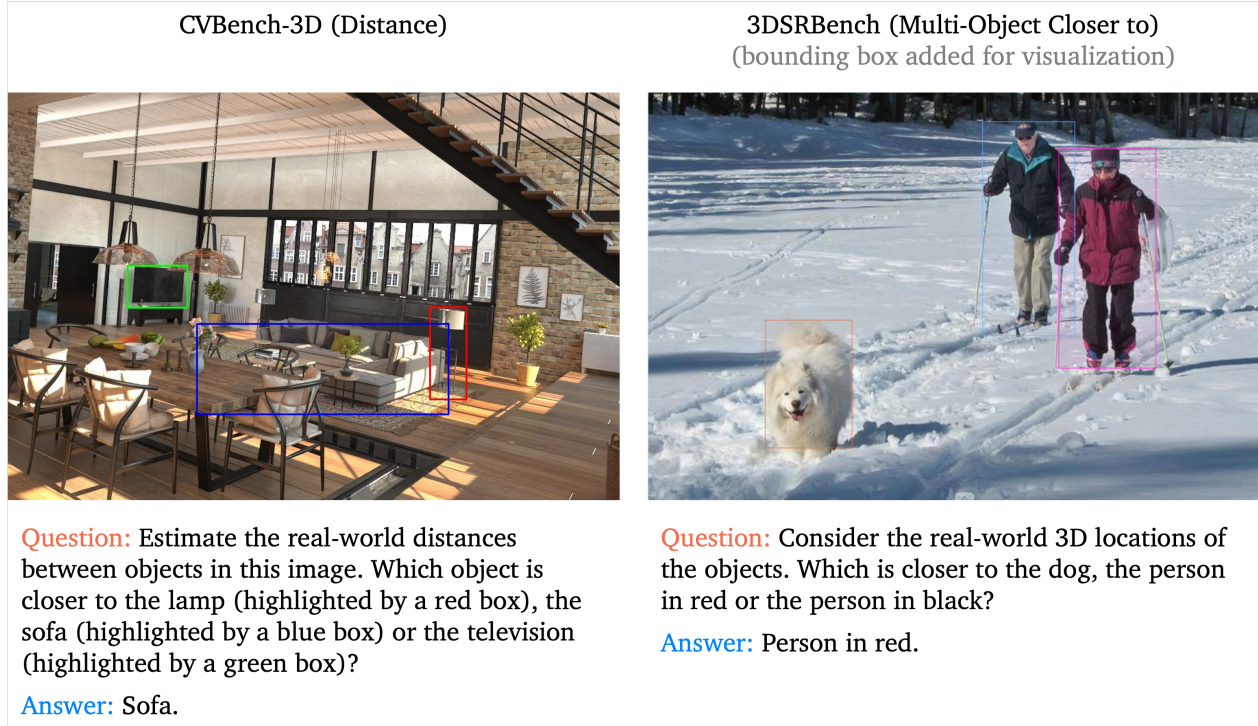 CVBench-3D (Distance)
Question: Estimate the real-world distances
between objects in this image. Which object is
closer to the lamp (highlighted by a red box), the
sofa (highlighted by a blue box) or the television
(highlighted by a green box)?
Answer: Sofa.
3DSRBench (Multi-Object Closer to)
(bounding box added for visualization)
Question: Consider the real-world 3D locations of
the objects. Which is closer to the dog, the person
in red or the person in black?
Answer: Person in red.